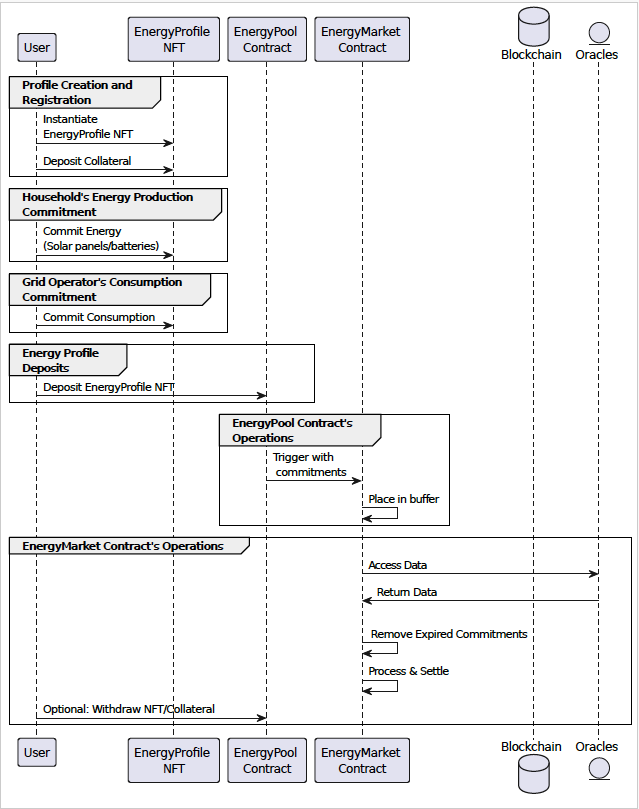 User
EnergyProfile
NFT
EnergyPool
Contract
EnergyMarket
Contract
Blockchain
Oracles
Profile Creation and
Registration
Instantiate
EnergyProfile NFT
Deposit Collateral
Household's Energy Production
Commitment
Commit Energy
(Solar panels/batteries)
Grid Operator's Consumption
Commitment
Commit Consumption
Energy Profile
Deposits
Deposit EnergyProfile NFT
EnergyPool Contract's
Operations
Trigger with
commitments
Place in buffer
EnergyMarket Contract's Operations
Access Data
Return Data
Remove Expired Commitments
Process & Settle
Optional: Withdraw NFT/Collateral
User
EnergyProfile
NFT
EnergyPool
Contract
EnergyMarket
Contract
Blockchain
Oracles